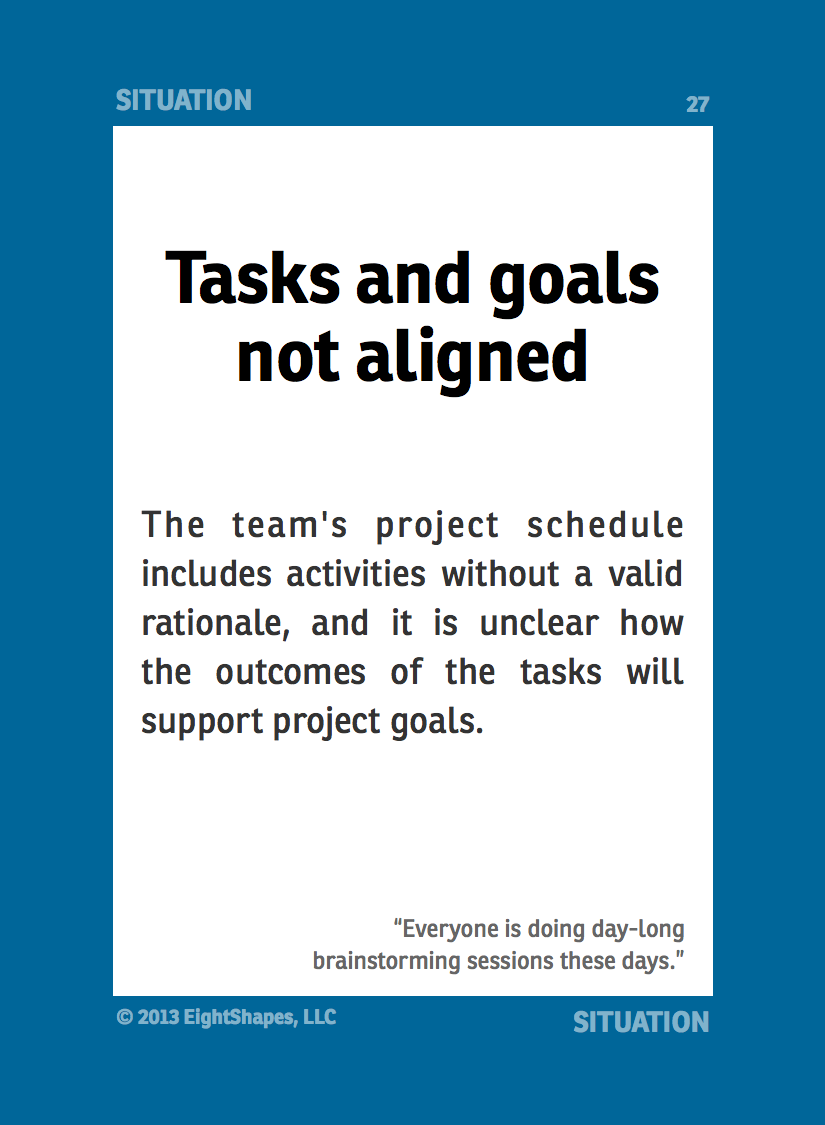 SITUATION
27
Tasks and goals
not aligned
The team's project schedule
includes activities without a valid
rationale, and it is unclear how
the outcomes of the tasks will
support project goals.
“Everyone is doing day-long
brainstorming sessions these days.”
© 2013 EightShapes, LLC
SITUATION